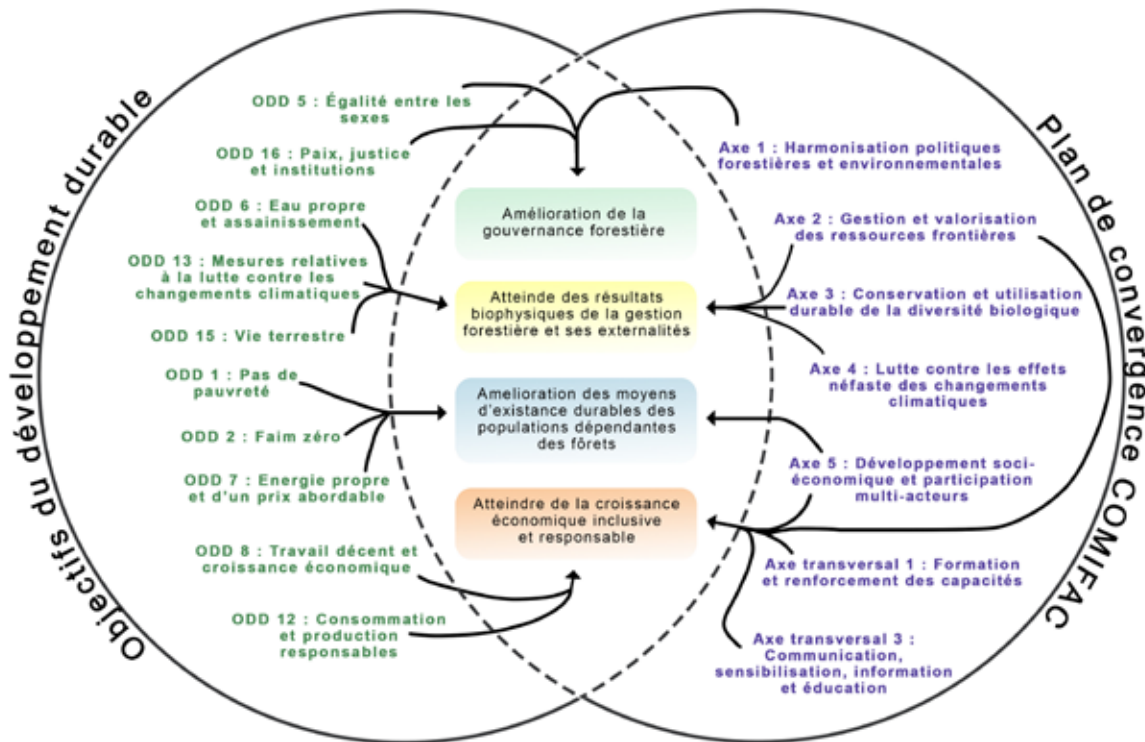 Objectifs du développement durable
ODD 5 : Égalité entre les
sexes
ODD 16 : Paix, justice
et institutions
ODD 6 : Eau propre
et assainissement
ODD 13 : Mesures relatives
à la lutte contre les
changements climatiques
ODD 15 : Vie terrestre
ODD 1 : Pas de
pauvreté
ODD 2 : Faim zéro
ODD 7 : Energie propre
et d'un prix abordable
ODD 8 : Travail décent et
croissance économique
ODD 12 : Consommation
et production
responsables
Amélioration de la
gouvernance forestière
Atteinde des résultats
biophysiques de la gestion
forestière et ses externalités
Amelioration des moyens
d'existance durables des
populations dépendantes
des fôrets
Atteindre de la croissance
économique inclusive
et responsable
Axe 1 : Harmonisation politiques
forestières et environnementales
Axe 2 : Gestion et valorisation
des ressources frontières
Axe 3 : Conservation et utilisation
durable de la diversité biologique
Axe 4 : Lutte contre les effets
néfaste des changements
climatiques
Axe 5 : Développement soci-
économique et participation
multi-acteurs
Axe transversal 1 : Formation
et renforcement des capacités
Axe transversal 3 :
Communication,
sensibilisation, information
et éducation
Plan de convergence COMIFAC